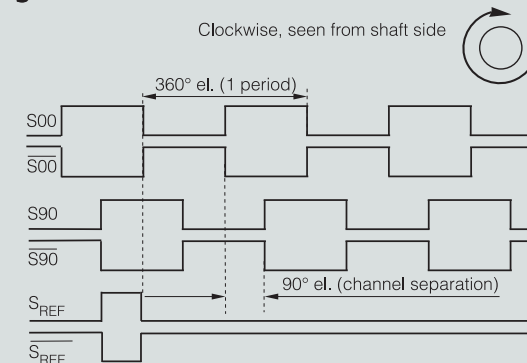 Clockwise, seen from shaft side
360° el. (1 period)
S00
S00
S90
S90
90° el. (channel separation)
SREF
SREF